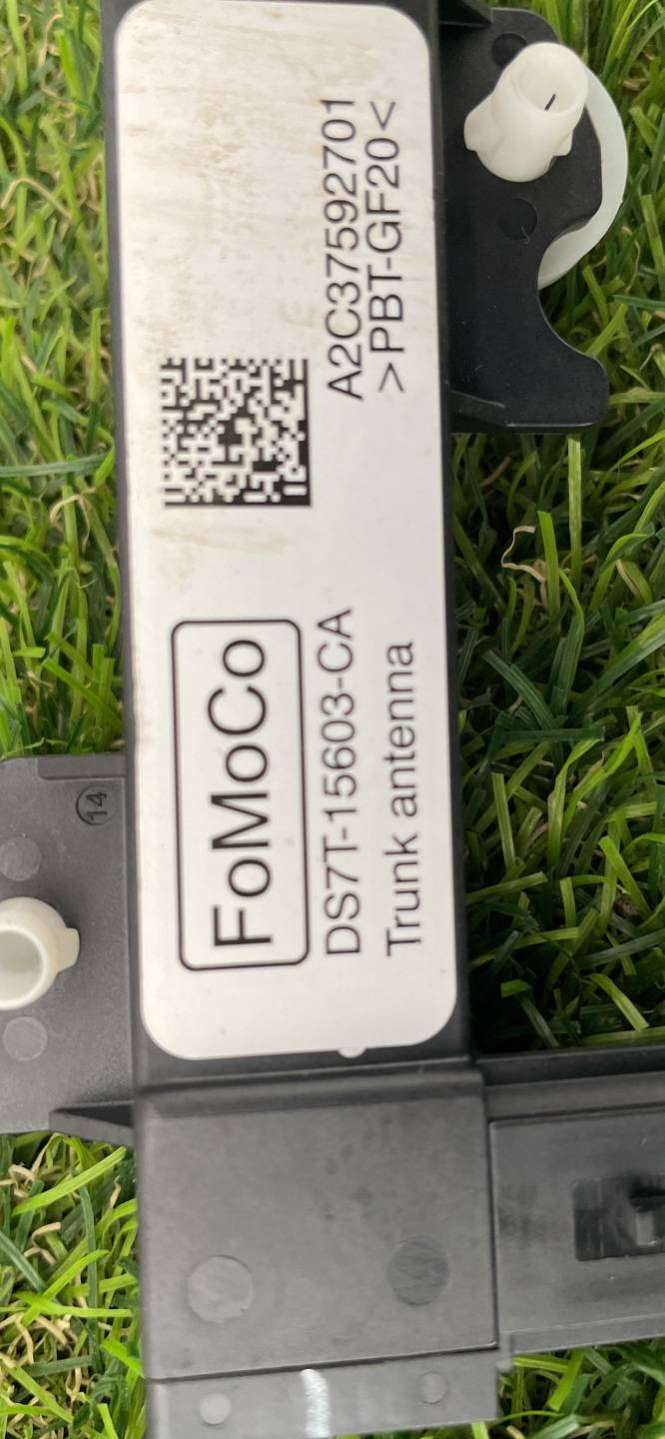 FoMoCo
DS7T-15603-CA
Trunk antenna
A2C37592701
>PBT-GF20<
14